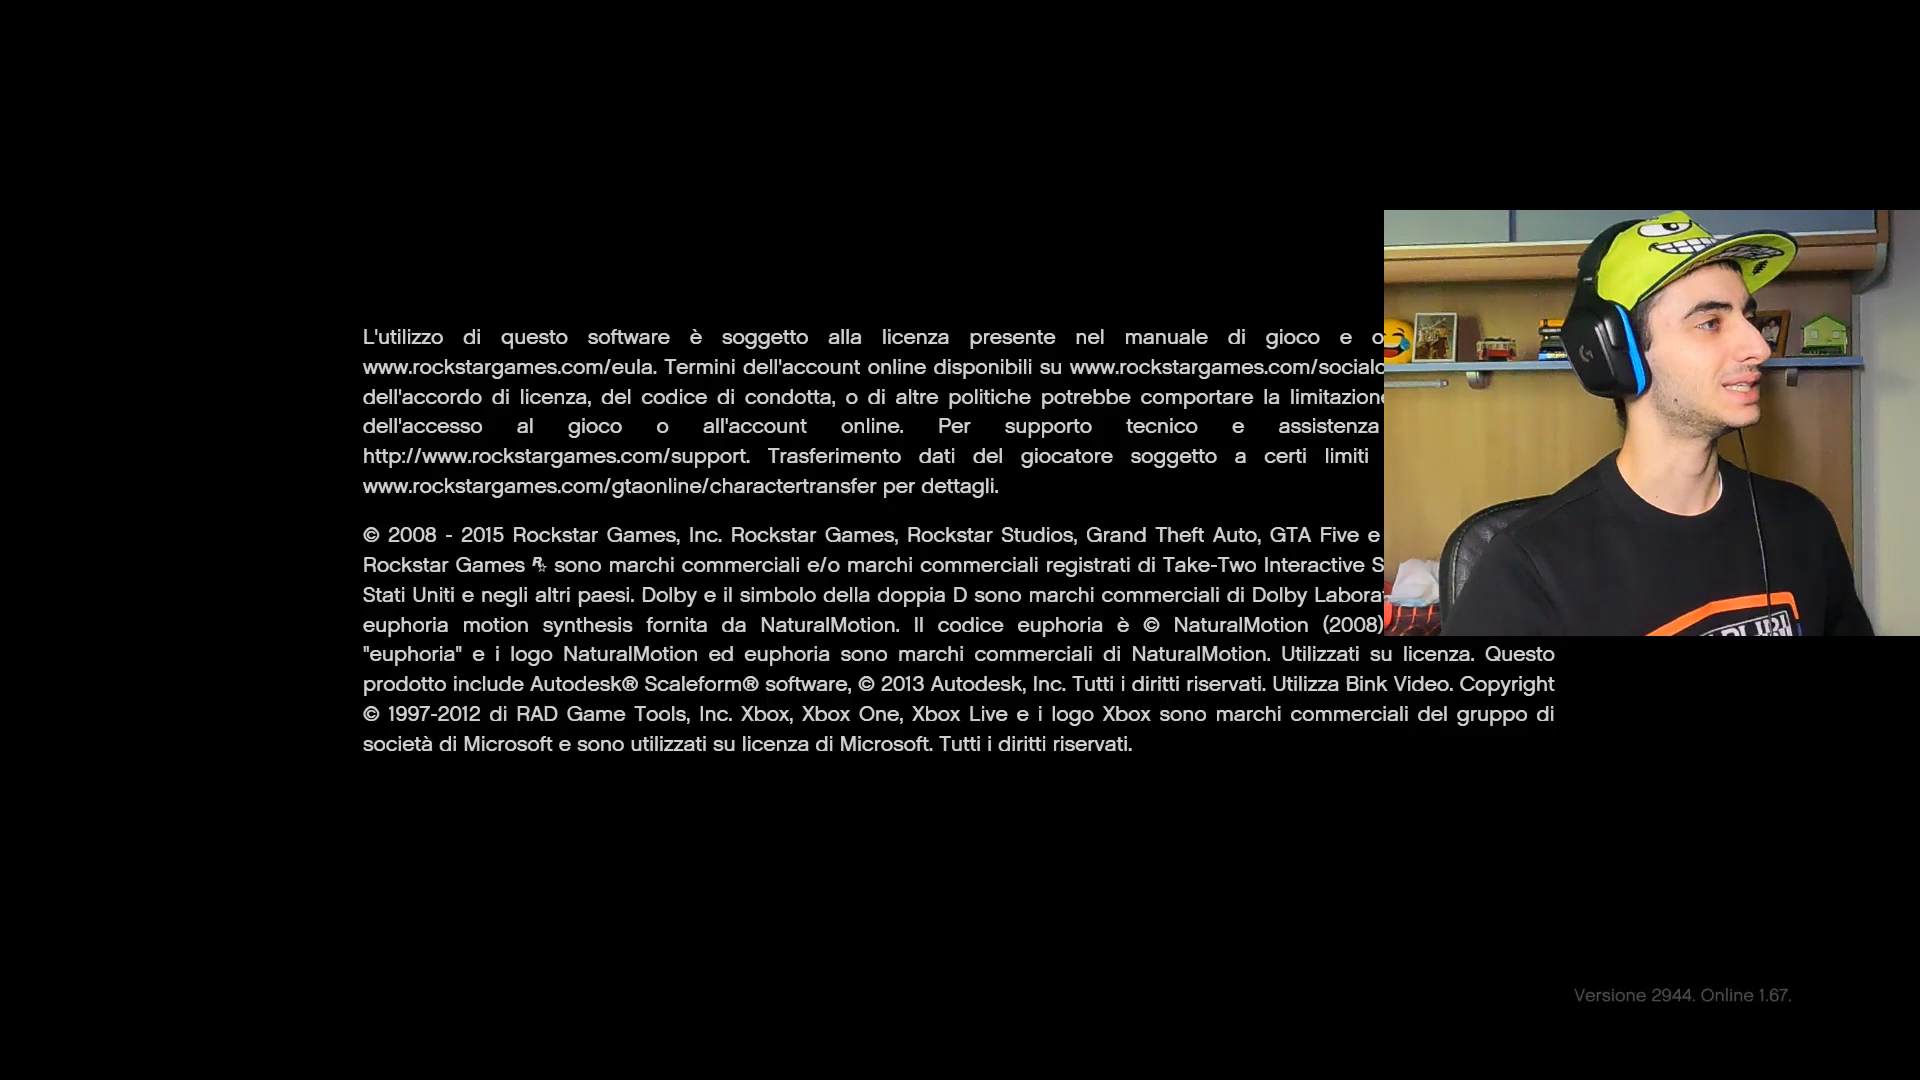 L'utilizzo di questo software è soggetto alla licenza presente nel manuale di gioco e
www.rockstargames.com/eula. Termini dell'account online disponibili su
dell'accordo di licenza, del codice di condotta, o di altre politiche potrebbe comportare la
dell'accesso al gioco o all'account online. Per supporto tecnico e assistenza
http://www.rockstargames.com/support. Trasferimento dati del giocatore soggetto a certi limiti
www.rockstargames.com/gtaonline/charactertransfer per dettagli.
© 2008 - 2015 Rockstar Games, Inc. Rockstar Games, Rockstar Studios, Grand Theft Auto, GTA Five e
Rockstar Games R* sono marchi commerciali e/o marchi commerciali registrati di Take-Two Interactive
Stati Uniti e negli altri paesi. Dolby e il simbolo della doppia D sono marchi commerciali di Dolby
euphoria motion synthesis fornita da NaturalMotion. Il codice euphoria è © NaturalMotion (2008)
"euphoria" e i logo NaturalMotion ed euphoria sono marchi commerciali di NaturalMotion. Utilizzati su licenza. Questo
prodotto include Autodesk® Scaleform® software, © 2013 Autodesk, Inc. Tutti i diritti riservati. Utilizza Bink Video. Copyright
© 1997-2012 di RAD Game Tools, Inc. Xbox, Xbox One, Xbox Live e i logo Xbox sono marchi commerciali del gruppo di
società di Microsoft e sono utilizzati su licenza di Microsoft. Tutti i diritti riservati.
Versione 2944. Online 1.67.